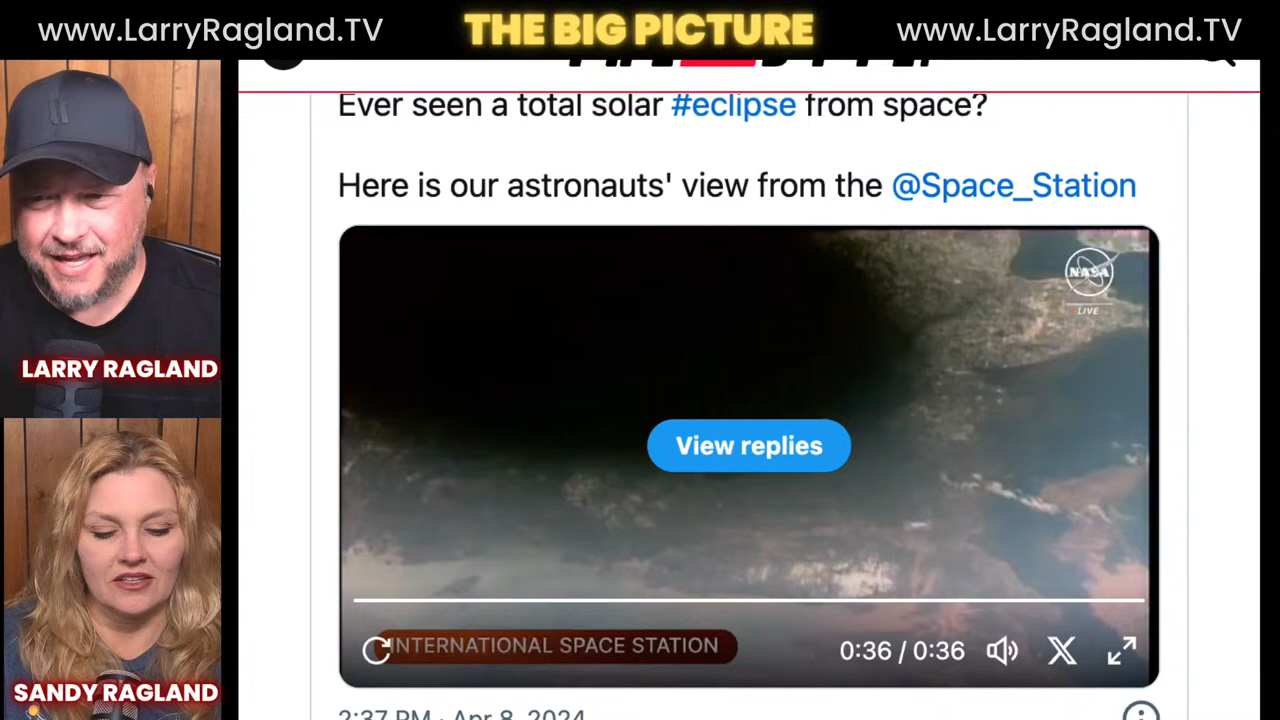 www.LarryRagland.TV
THE BIG PICTURE
www.LarryRagland.TV
Ever seen a total solar #eclipse from space?
Here is our astronauts' view from the @Space_Station
NASA
LIVE
View replies
LARRY RAGLAND
INTERNATIONAL SPACE STATION
0:36 / 0:36
SANDY RAGLAND
2:37 PM · Apr 8, 2024